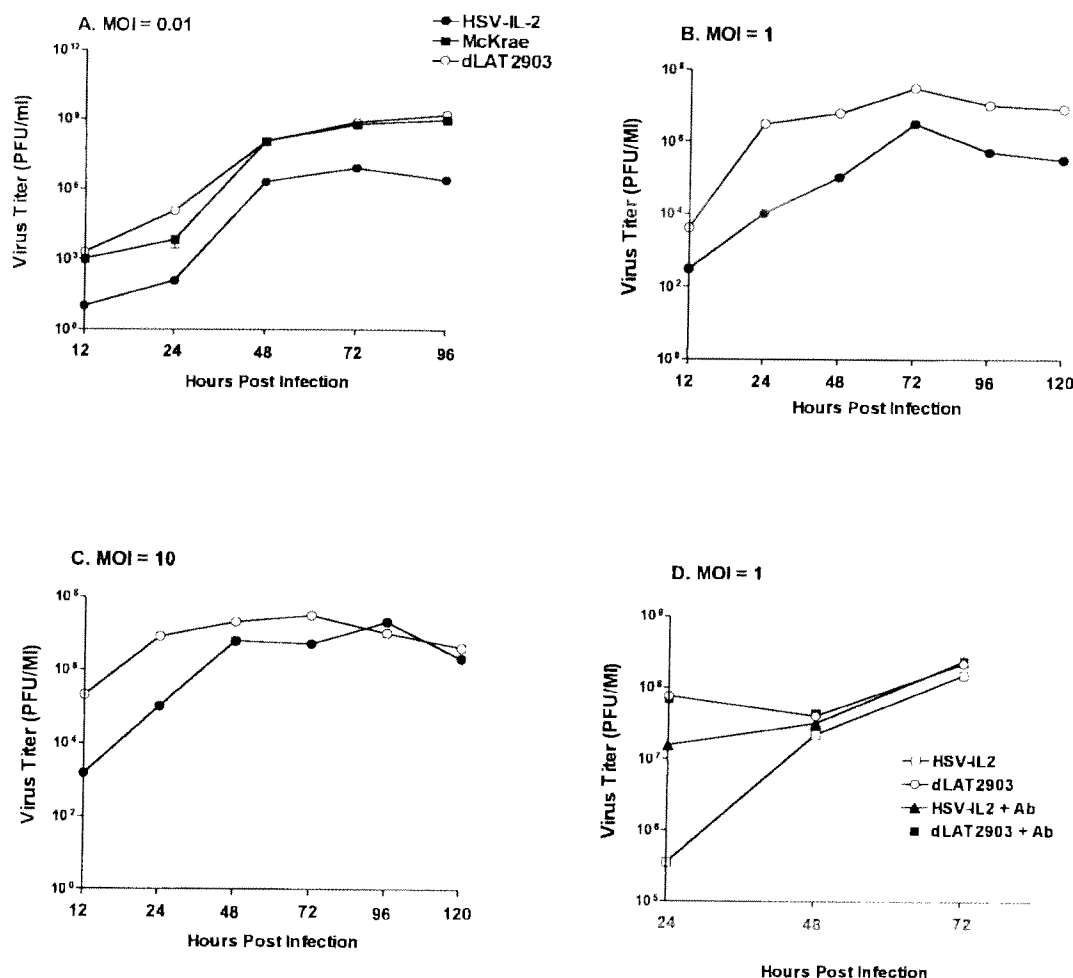 A. MOI = 0.01
HSV-IL-2
McKrae
dLAT2903
Virus Titer (PFU/ml)
10¹²
10⁹
10⁶
10³
10⁰
12 24 48 72 96
Hours Post Infection
B. MOI = 1
Virus Titer (PFU/MI)
10⁸
10⁶
10⁴
10²
10⁰
12 24 48 72 96 120
Hours Post Infection
C. MOI = 10
Virus Titer (PFU/MI)
10⁸
10⁶
10⁴
10²
10⁰
12 24 48 72 96 120
Hours Post Infection
D. MOI = 1
Virus Titer (PFU/MI)
10⁹
10⁸
10⁷
10⁶
10⁵
HSV-IL2
dLAT2903
HSV-IL2 + Ab
dLAT2903 + Ab
24 48 72
Hours Post Infection